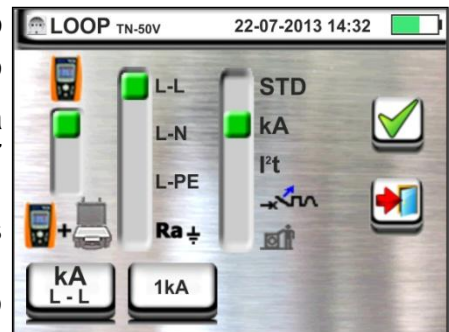 LOOP TN-50V 22-07-2013 14:32
L-L STD
L-N kA
L-PE I²t
Ra
kA
L - L
1kA